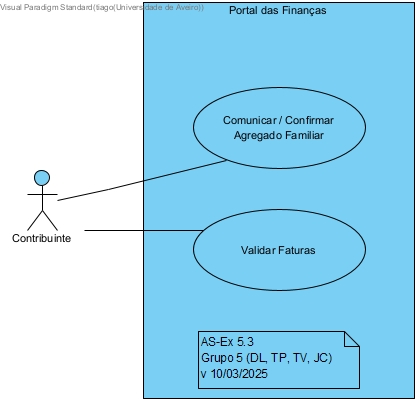 Visual Paradigm Standard(tiago(Universidade de Aveiro))
Portal das Finanças
Comunicar / Confirmar
Agregado Familiar
Contribuinte
Validar Faturas
AS-Ex 5.3
Grupo 5 (DL, TP, TV, JC)
v 10/03/2025